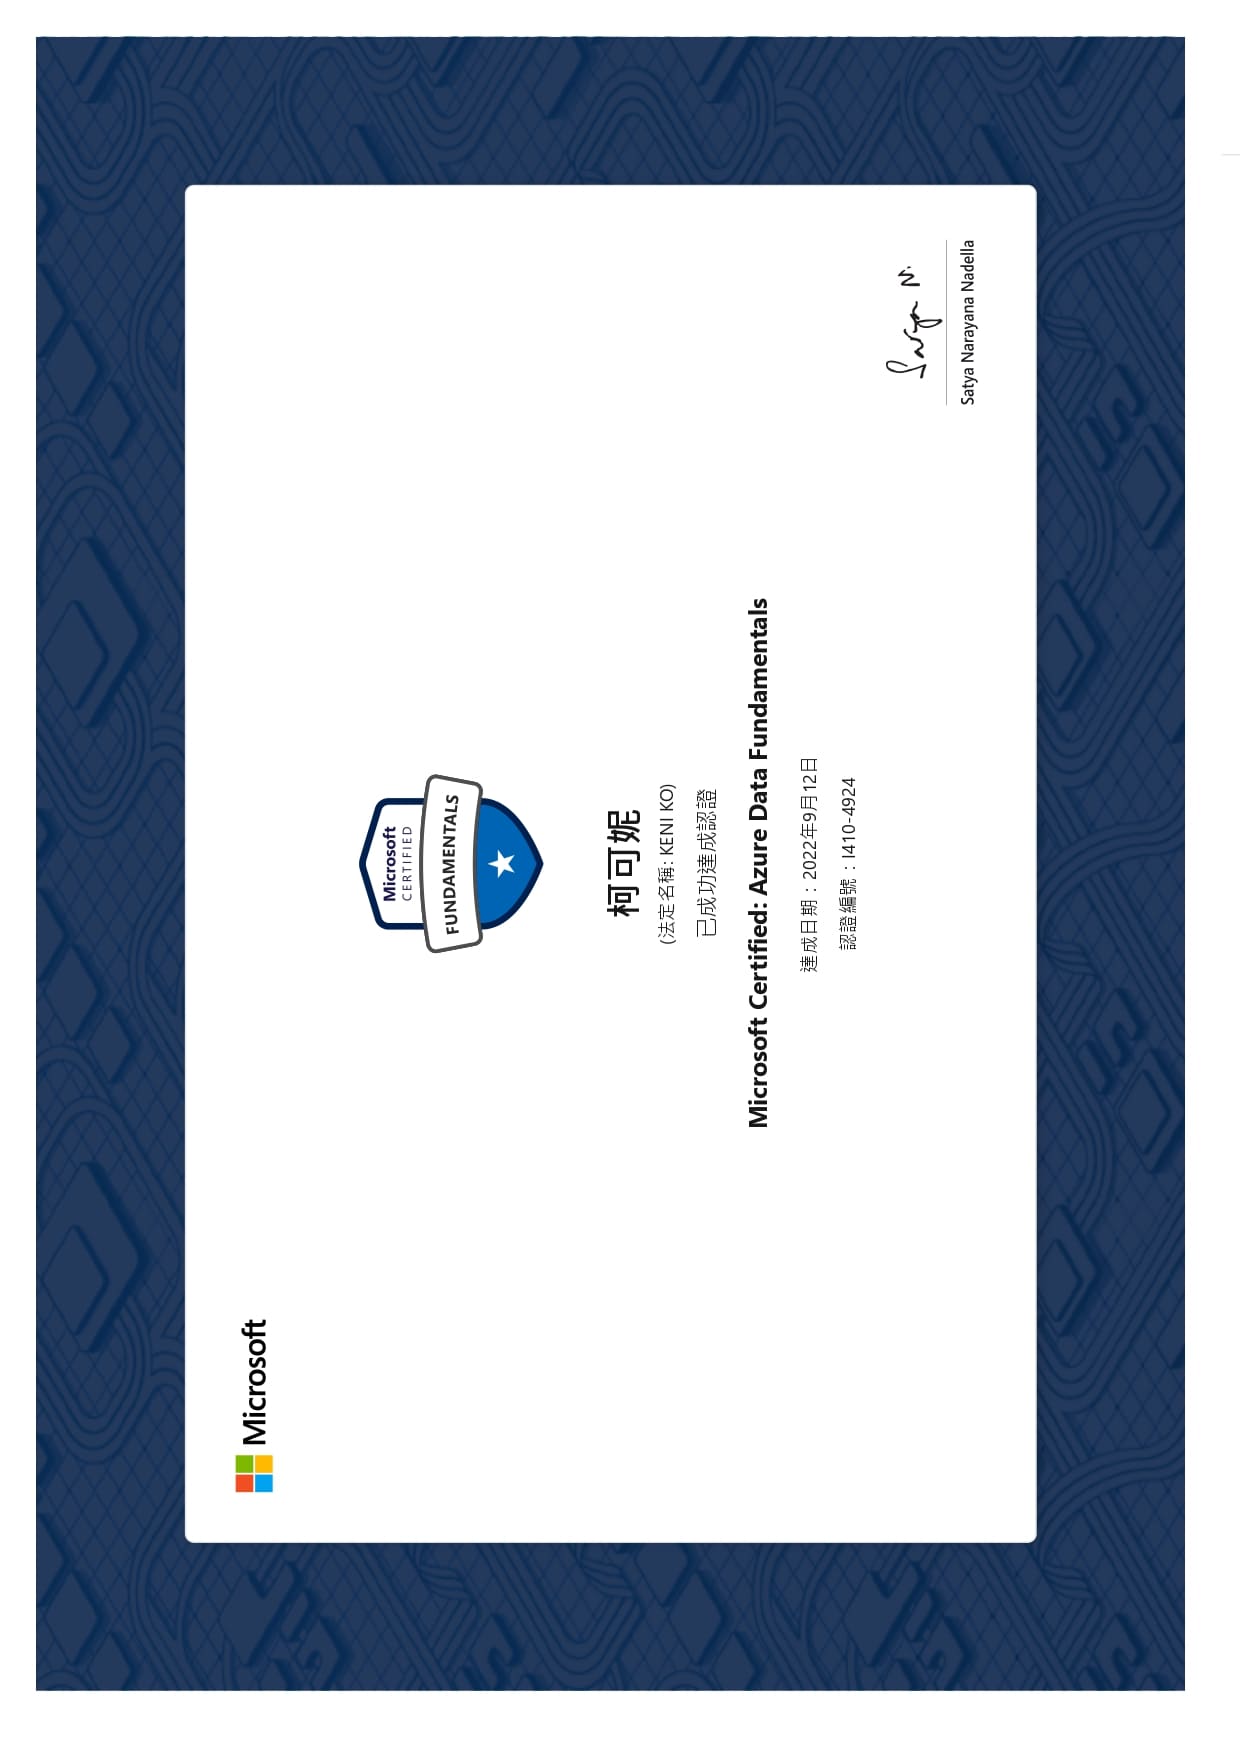 Microsoft
Microsoft
CERTIFIED
FUNDAMENTALS
柯可妮
(法定名稱: KENI KO)
已成功達成認證
Microsoft Certified: Azure Data Fundamentals
達成日期：2022年9月12日
認證編號：I410-4924
Satya N.
Satya Narayana Nadella